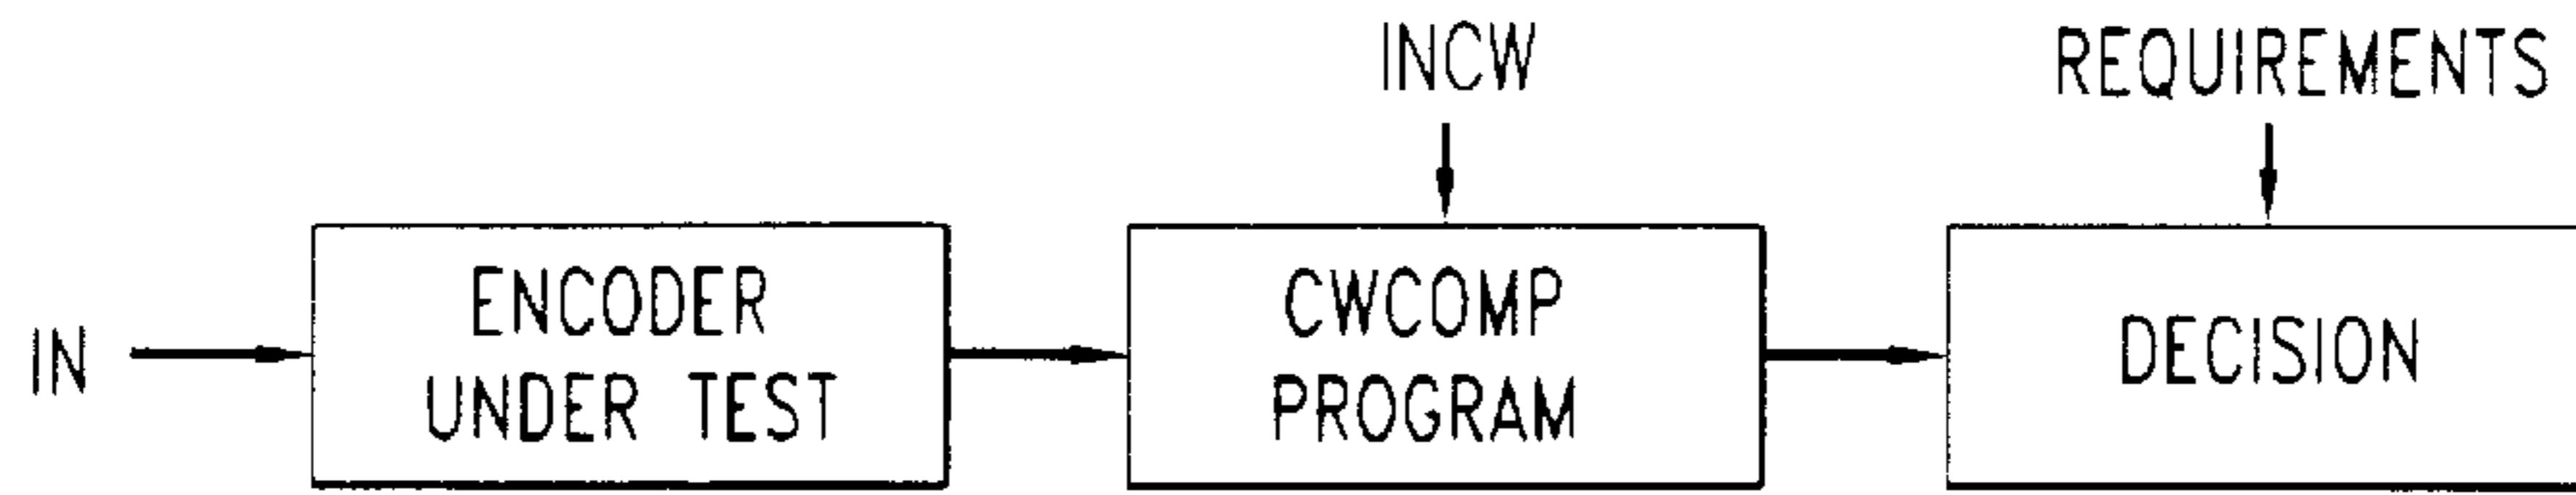 INCW
REQUIREMENTS
IN
ENCODER
UNDER TEST
CWCOMP
PROGRAM
DECISION